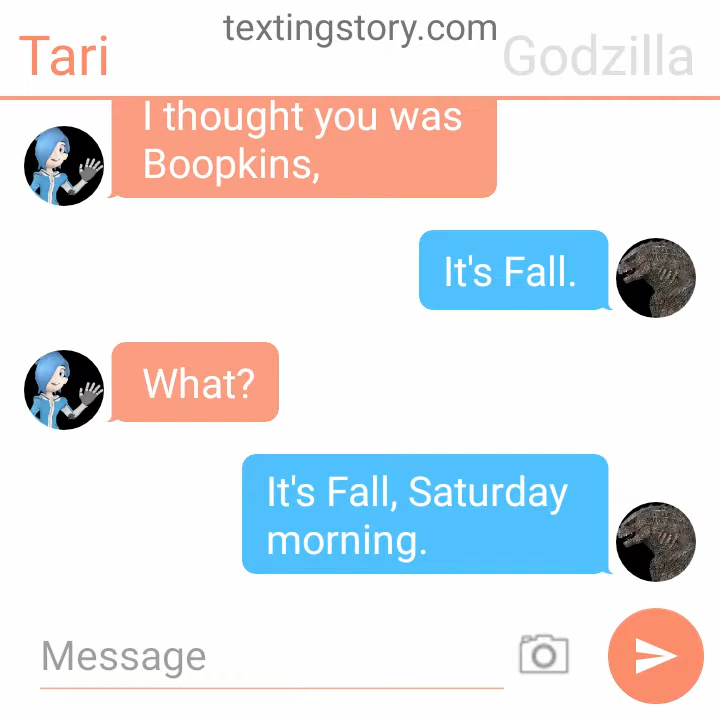 textingstory.com
Tari
Godzilla
I thought you was
Boopkins,
It's Fall.
What?
It's Fall, Saturday
morning.
Message